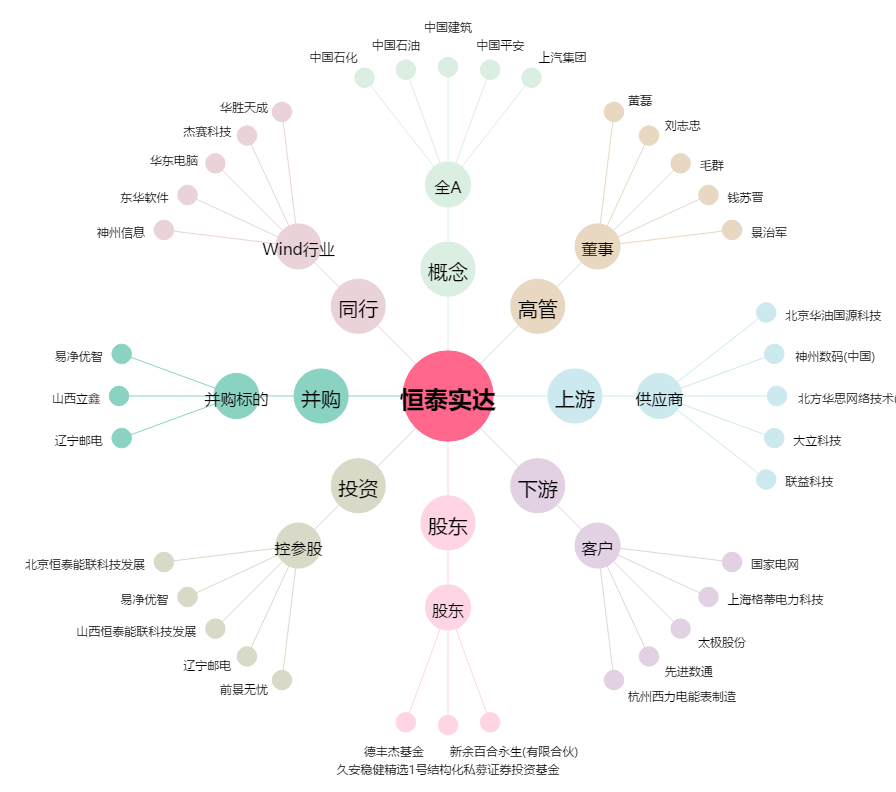 中国建筑
中国石油
中国平安
中国石化
上汽集团
全A
概念
华胜天成
杰赛科技
华东电脑
东华软件
神州信息
Wind行业
同行
黄磊
刘志忠
毛群
钱苏晋
景治军
董事
高管
易净优智
山西立鑫
辽宁邮电
并购标的
并购
恒泰实达
上游
供应商
北京华油国源科技
神州数码(中国)
北方华思网络技术
大立科技
联益科技
投资
控参股
北京恒泰能联科技发展
易净优智
山西恒泰能联科技发展
辽宁邮电
前景无忧
股东
股东
德丰杰基金
新余百合永生(有限合伙)
久安稳健精选1号结构化私募证券投资基金
下游
客户
国家电网
上海格蒂电力科技
太极股份
先进数通
杭州西力电能表制造